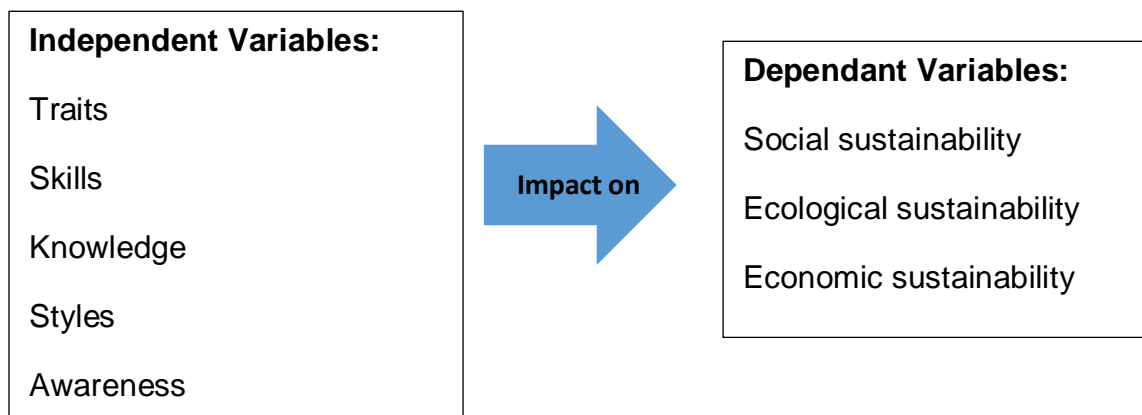 Independent Variables:
Traits
Skills
Knowledge
Styles
Awareness
Impact on
Dependant Variables:
Social sustainability
Ecological sustainability
Economic sustainability